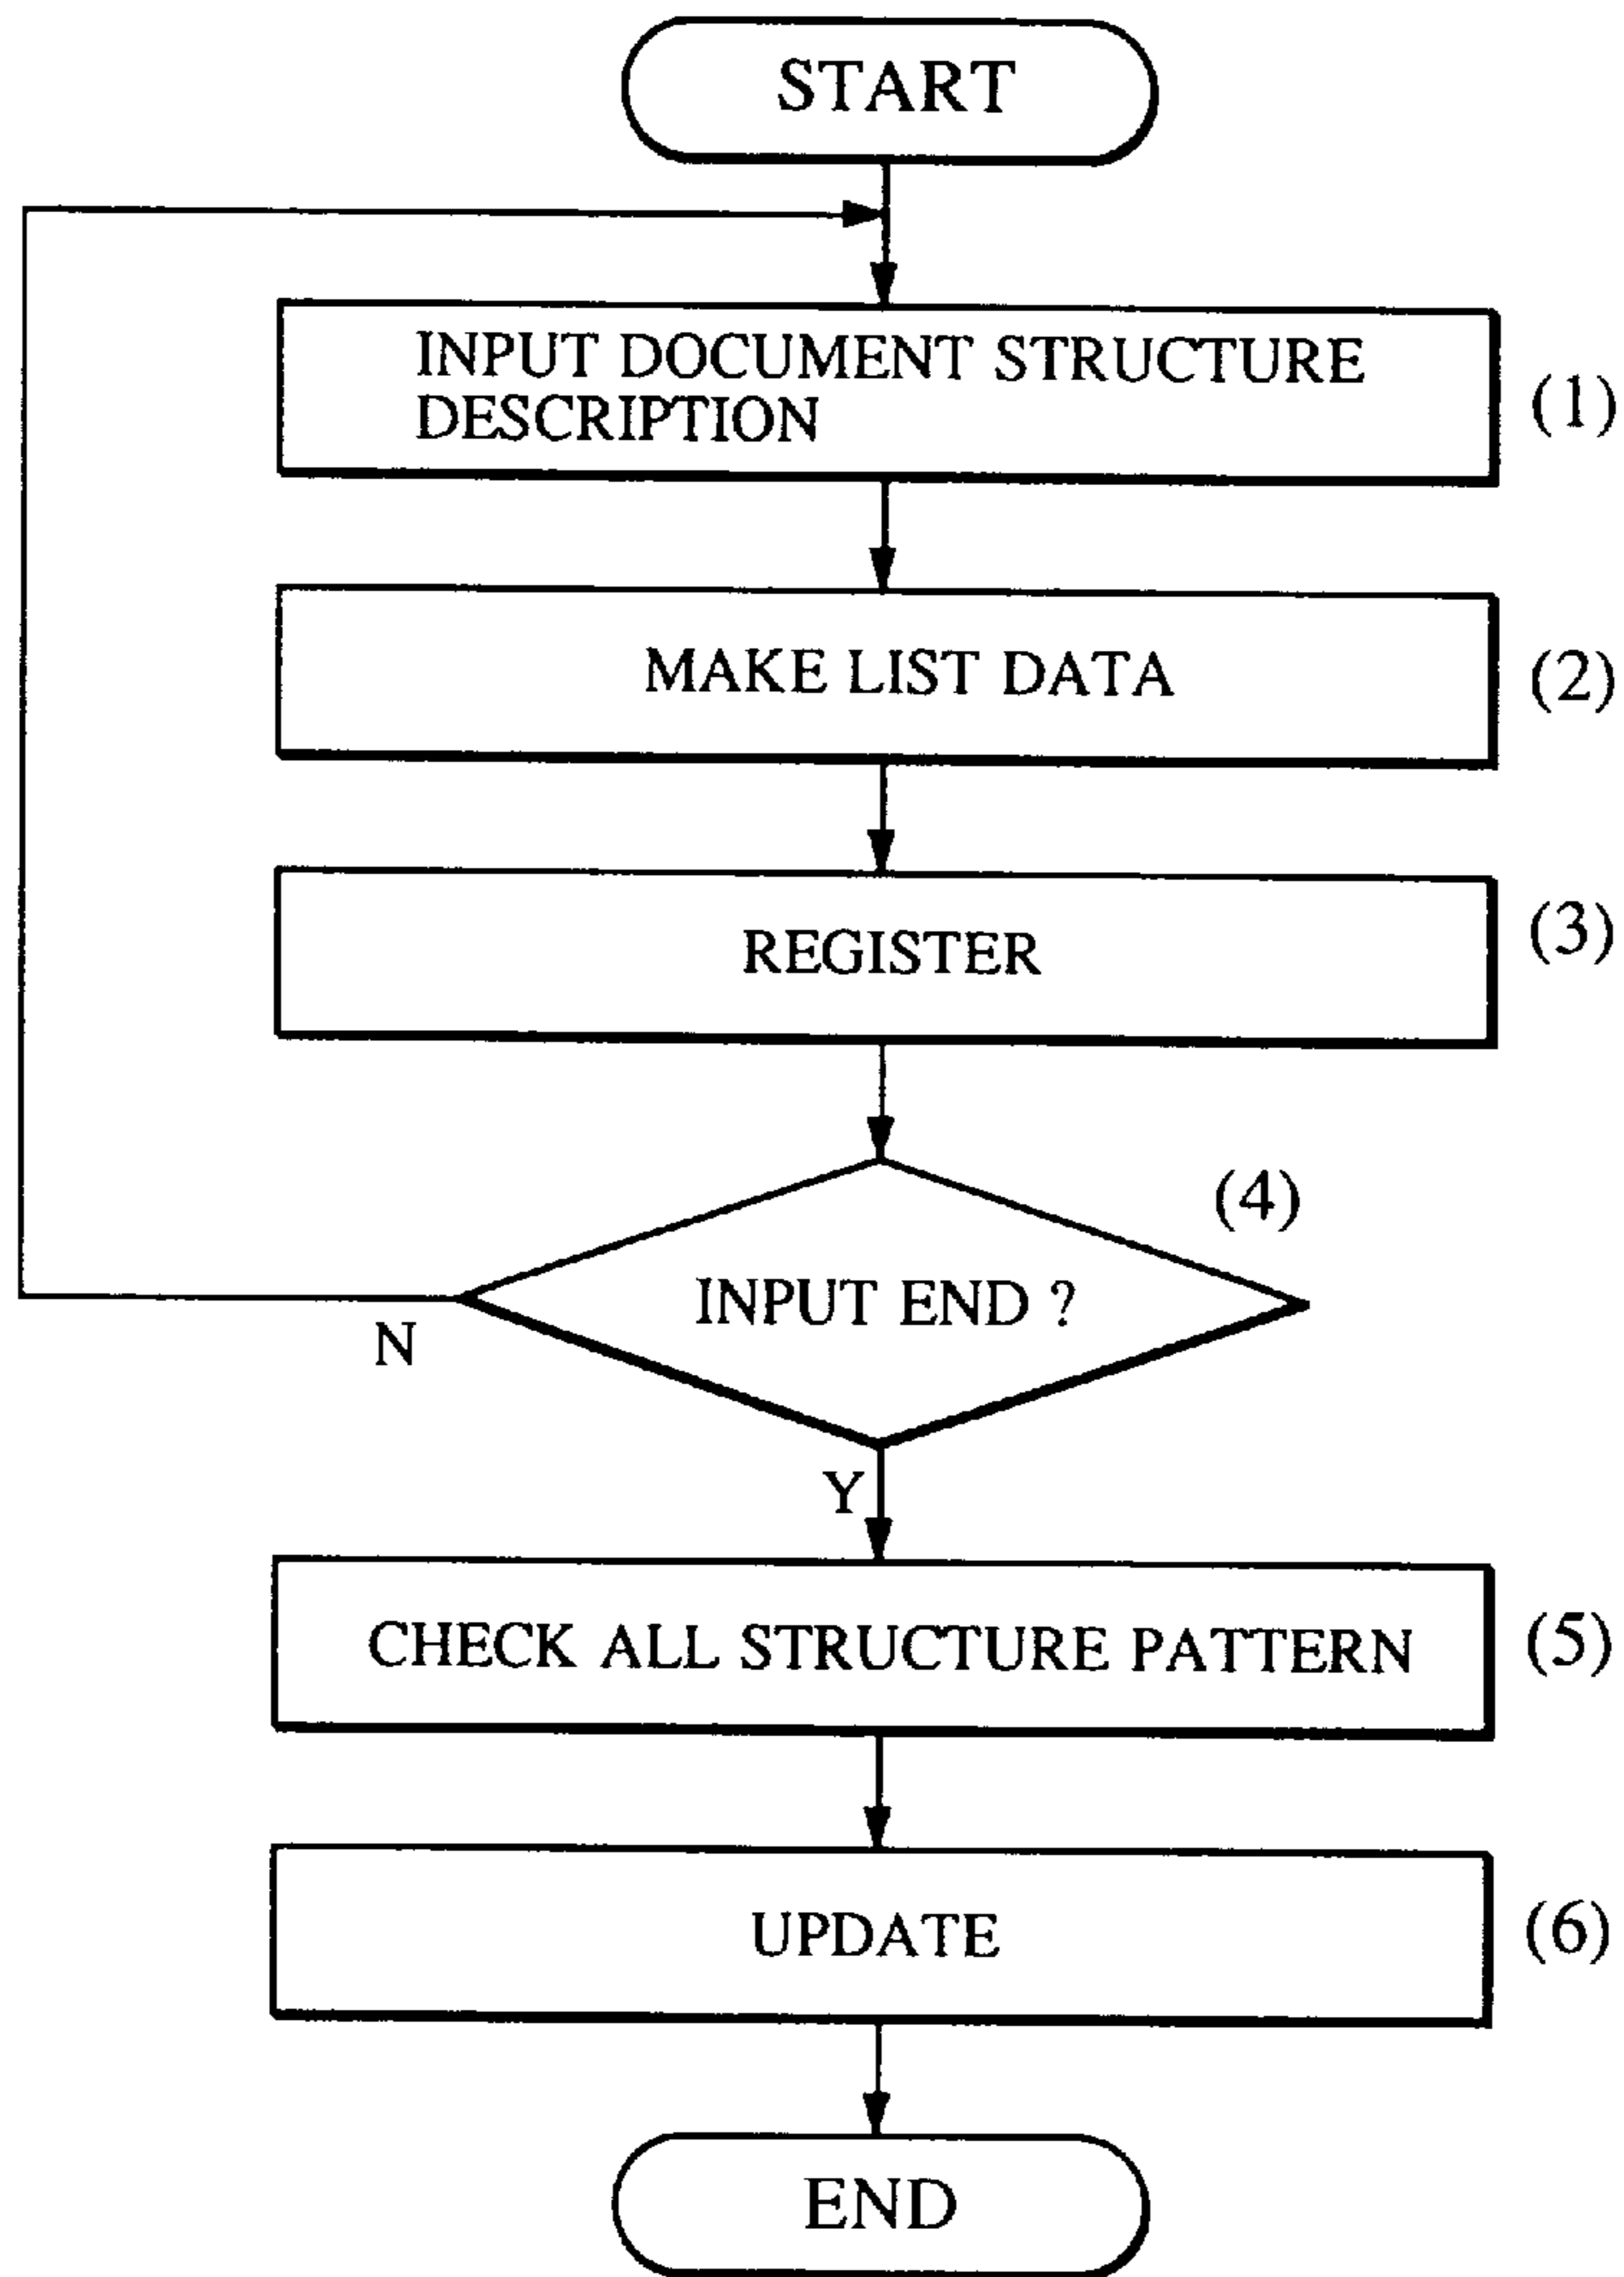 START
INPUT DOCUMENT STRUCTURE
DESCRIPTION
(1)
MAKE LIST DATA
(2)
REGISTER
(3)
(4)
INPUT END ?
N
Y
CHECK ALL STRUCTURE PATTERN
(5)
UPDATE
(6)
END